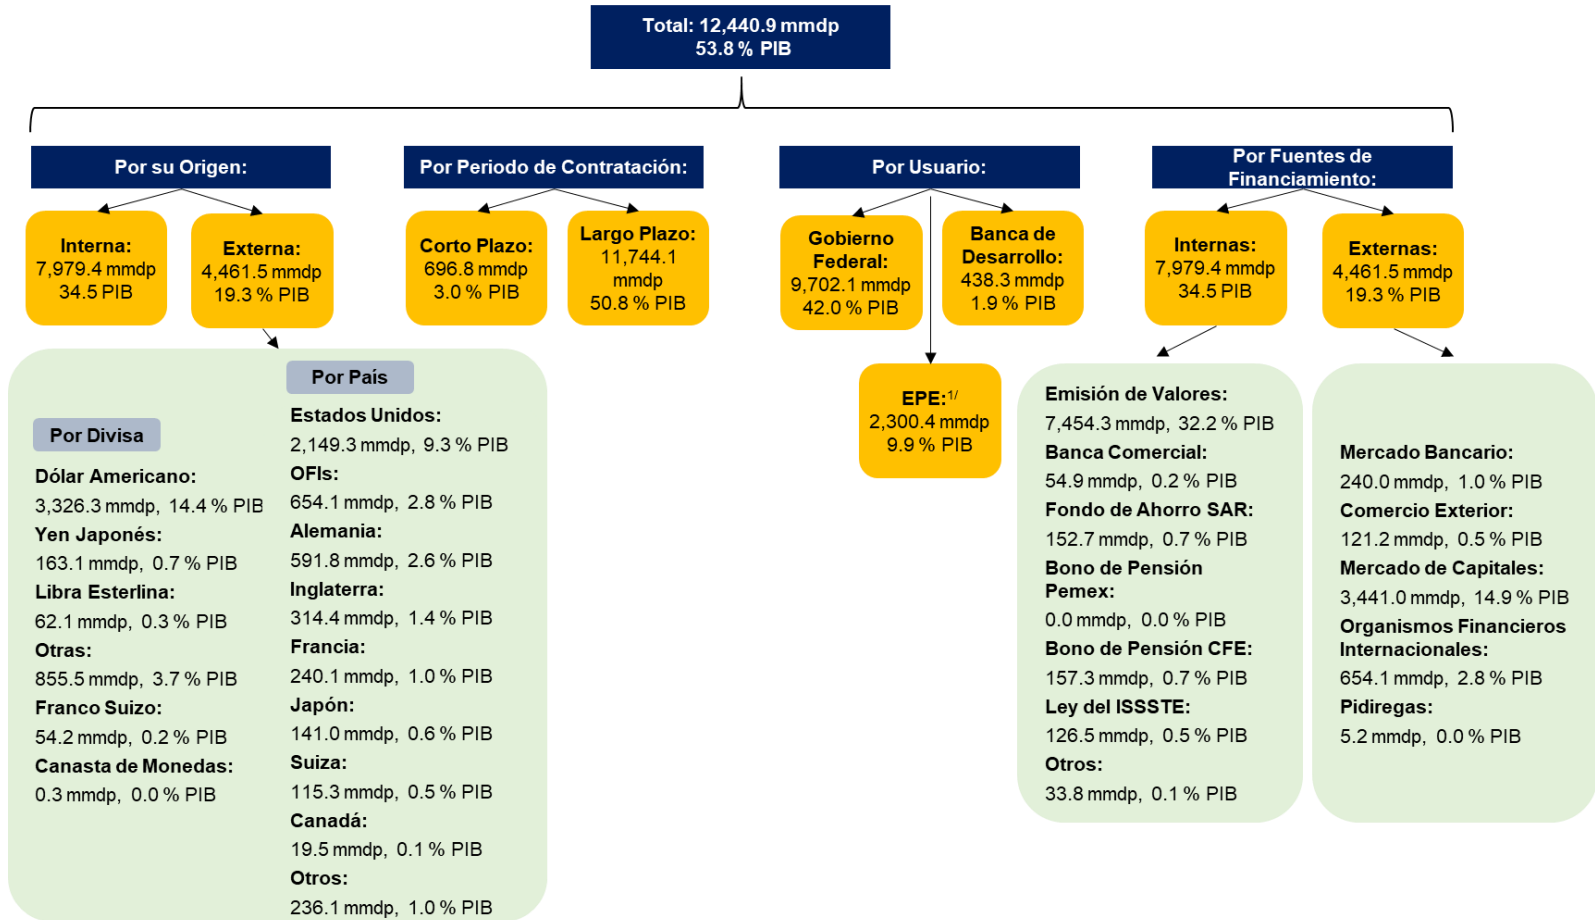 Total: 12,440.9 mmdp
53.8 % PIB
Por su Origen:
Interna:
7,979.4 mmdp
34.5 PIB
Externa:
4,461.5 mmdp
19.3 % PIB
Por Divisa
Dólar Americano:
3,326.3 mmdp, 14.4 % PIB
Yen Japonés:
163.1 mmdp, 0.7 % PIB
Libra Esterlina:
62.1 mmdp, 0.3 % PIB
Otras:
855.5 mmdp, 3.7 % PIB
Franco Suizo:
54.2 mmdp, 0.2 % PIB
Canasta de Monedas:
0.3 mmdp, 0.0 % PIB
Por País
Estados Unidos:
2,149.3 mmdp, 9.3 % PIB
OFIs:
654.1 mmdp, 2.8 % PIB
Alemania:
591.8 mmdp, 2.6 % PIB
Inglaterra:
314.4 mmdp, 1.4 % PIB
Francia:
240.1 mmdp, 1.0 % PIB
Japón:
141.0 mmdp, 0.6 % PIB
Suiza:
115.3 mmdp, 0.5 % PIB
Canadá:
19.5 mmdp, 0.1 % PIB
Otros:
236.1 mmdp, 1.0 % PIB
Por Periodo de Contratación:
Corto Plazo:
696.8 mmdp
3.0 % PIB
Largo Plazo:
11,744.1
mmdp
50.8 % PIB
Por Usuario:
Gobierno
Federal:
9,702.1 mmdp
42.0 % PIB
Banca de
Desarrollo:
438.3 mmdp
1.9 % PIB
EPE:1/
2,300.4 mmdp
9.9 % PIB
Por Fuentes de
Financiamiento:
Internas:
7,979.4 mmdp
34.5 PIB
Externas:
4,461.5 mmdp
19.3 % PIB
Emisión de Valores:
7,454.3 mmdp, 32.2 % PIB
Banca Comercial:
54.9 mmdp, 0.2 % PIB
Fondo de Ahorro SAR:
152.7 mmdp, 0.7 % PIB
Bono de Pensión
Pemex:
0.0 mmdp, 0.0 % PIB
Bono de Pensión CFE:
157.3 mmdp, 0.7 % PIB
Ley del ISSSTE:
126.5 mmdp, 0.5 % PIB
Otros:
33.8 mmdp, 0.1 % PIB
Mercado Bancario:
240.0 mmdp, 1.0 % PIB
Comercio Exterior:
121.2 mmdp, 0.5 % PIB
Mercado de Capitales:
3,441.0 mmdp, 14.9 % PIB
Organismos Financieros
Internacionales:
654.1 mmdp, 2.8 % PIB
Pidiregas:
5.2 mmdp, 0.0 % PIB